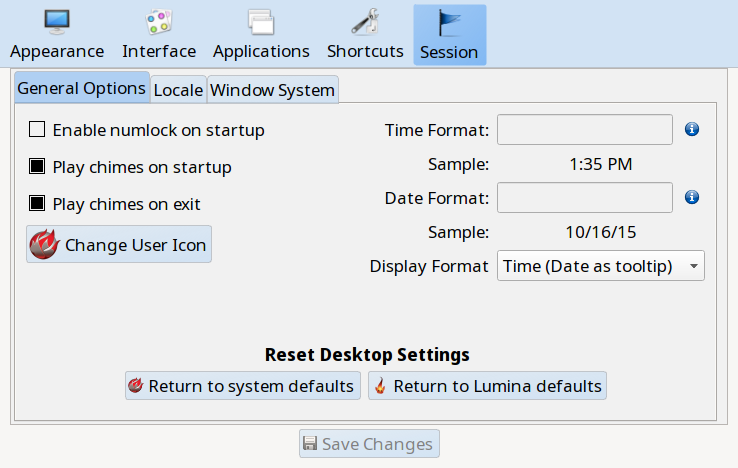 Appearance Interface Applications Shortcuts Session
General Options Locale Window System
Enable numlock on startup
Play chimes on startup
Play chimes on exit
Change User Icon
Time Format:
Sample: 1:35 PM
Date Format:
Sample: 10/16/15
Display Format Time (Date as tooltip)
Reset Desktop Settings
Return to system defaults Return to Lumina defaults
Save Changes